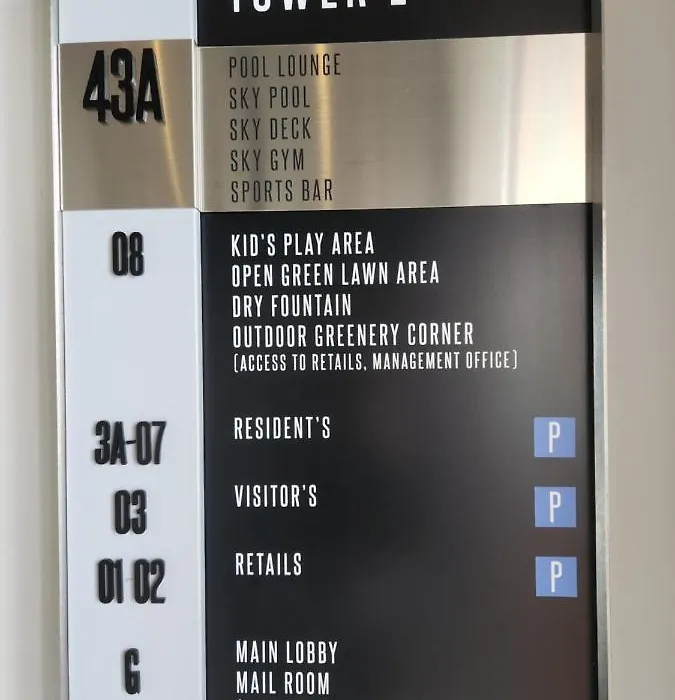 TOWER 2
43A
POOL LOUNGE
SKY POOL
SKY DECK
SKY GYM
SPORTS BAR
08
KID'S PLAY AREA
OPEN GREEN LAWN AREA
DRY FOUNTAIN
OUTDOOR GREENERY CORNER
(ACCESS TO RETAILS, MANAGEMENT OFFICE)
3A-07 RESIDENT'S P
03 VISITOR'S P
01 02 RETAILS P
G
MAIN LOBBY
MAIL ROOM